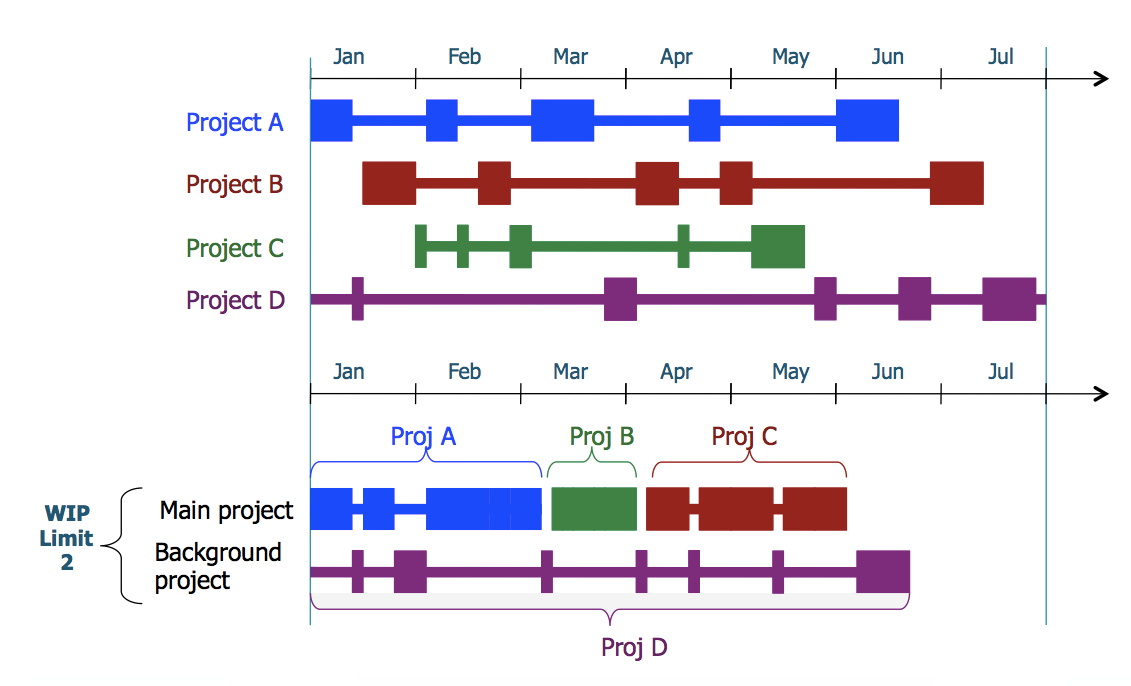 Jan Feb Mar Apr May Jun Jul
Project A
Project B
Project C
Project D
Jan Feb Mar Apr May Jun Jul
Proj A Proj B Proj C
Main project
WIP
Limit
2
Background
project
Proj D